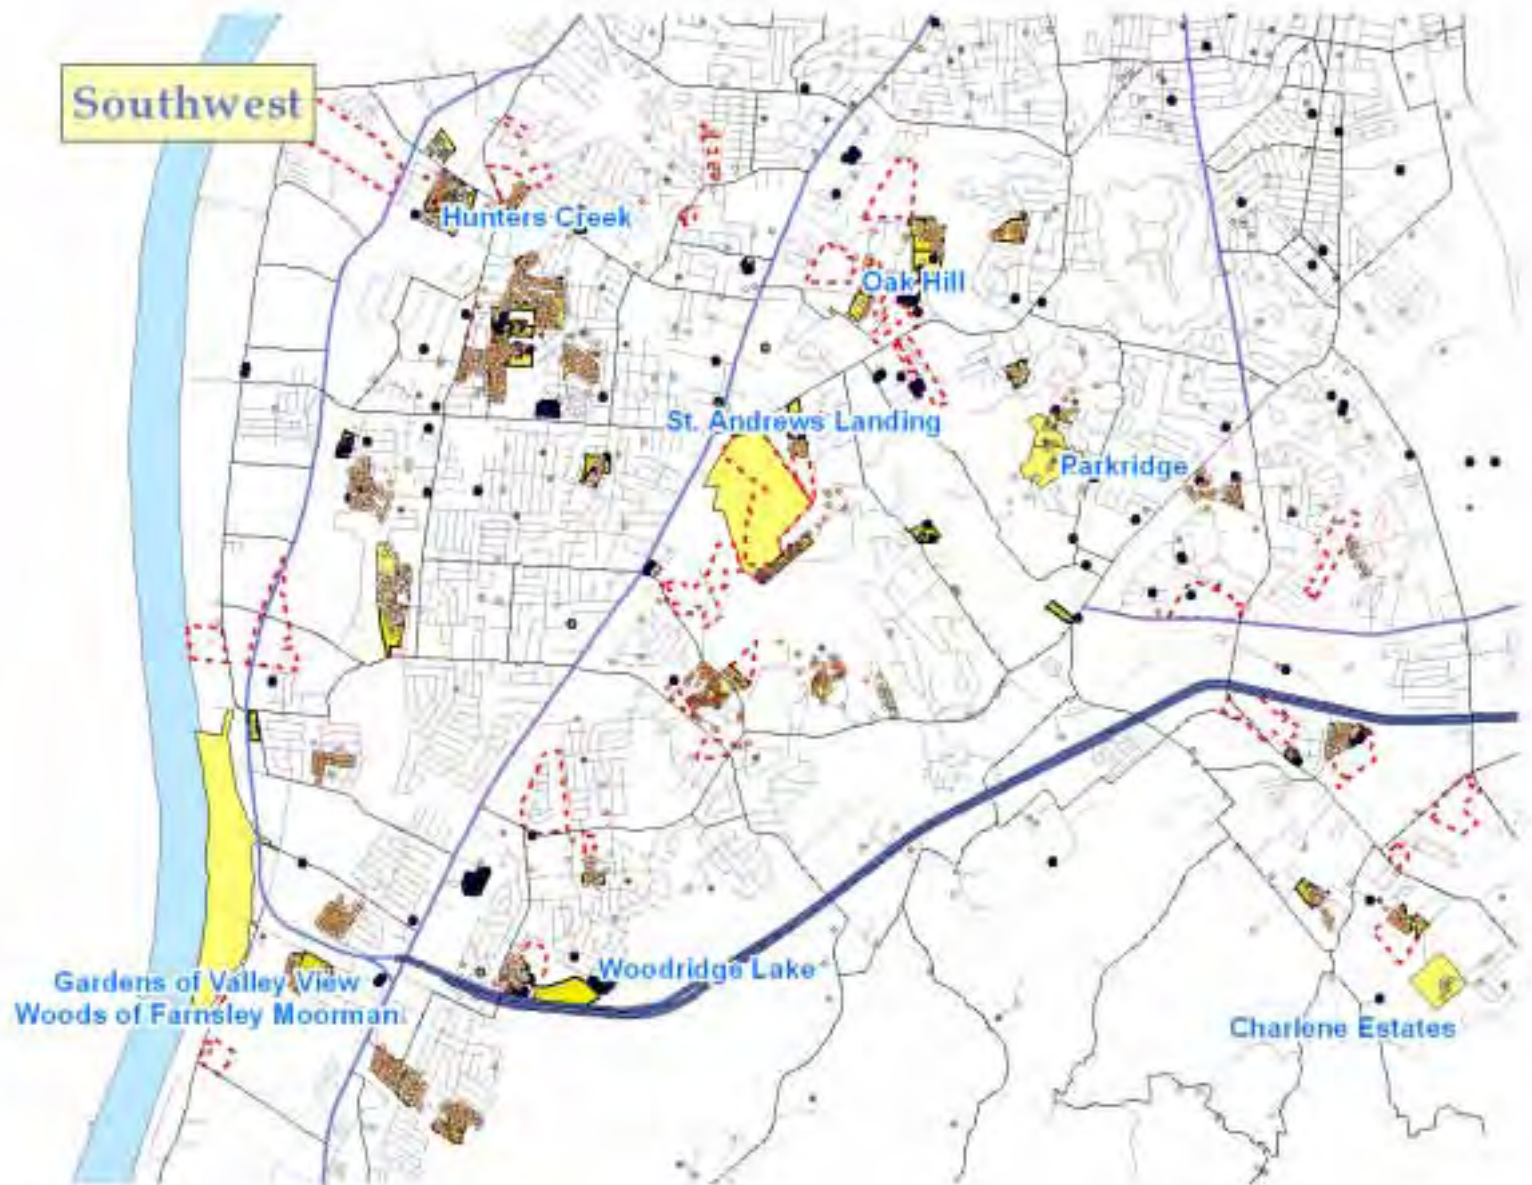 Southwest
Hunters Creek
Oak Hill
St. Andrews Landing
Parkridge
Gardens of Valley View
Woods of Farnsley Moorman
Woodridge Lake
Charlene Estates